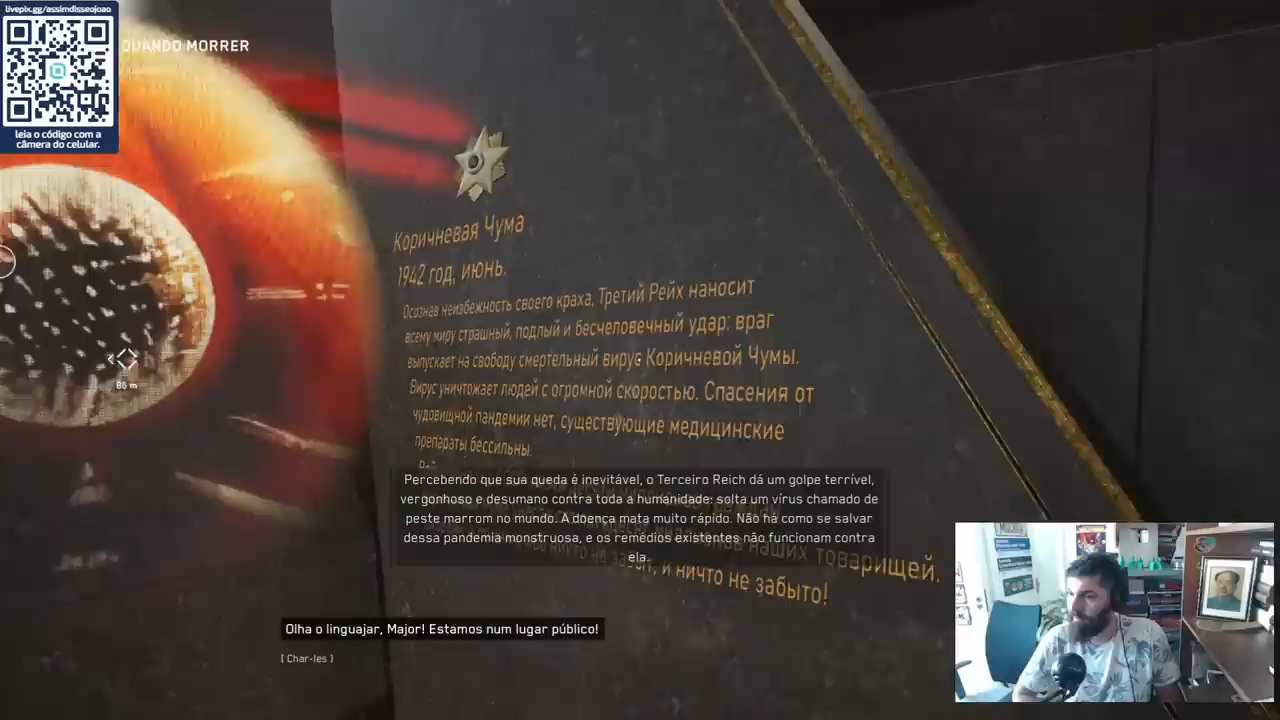 livepix.gg/assimdisseojoao
leia o código com a
câmera do celular.
QUANDO MORRER
86 m
Коричневая Чума
1942 год, июнь.
Осознав неизбежность своего краха, Третий Рейх наносит
всему миру страшный, подлый и бесчеловечный удар: враг
выпускает на свободу смертельный вирус Коричневой Чумы.
Вирус уничтожает людей с огромной скоростью. Спасения от
чудовищной пандемии нет, существующие медицинские
препараты бессильны.
Percebendo que sua queda é inevitável, o Terceiro Reich dá um golpe terrível,
vergonhoso e desumano contra toda a humanidade: solta um vírus chamado de
peste marrom no mundo. A doença mata muito rápido. Não há como se salvar
dessa pandemia monstruosa, e os remédios existentes não funcionam contra
ela.
наших товарищей.
и ничто не забыто!
Olha o linguajar, Major! Estamos num lugar público!
[ Char-les ]